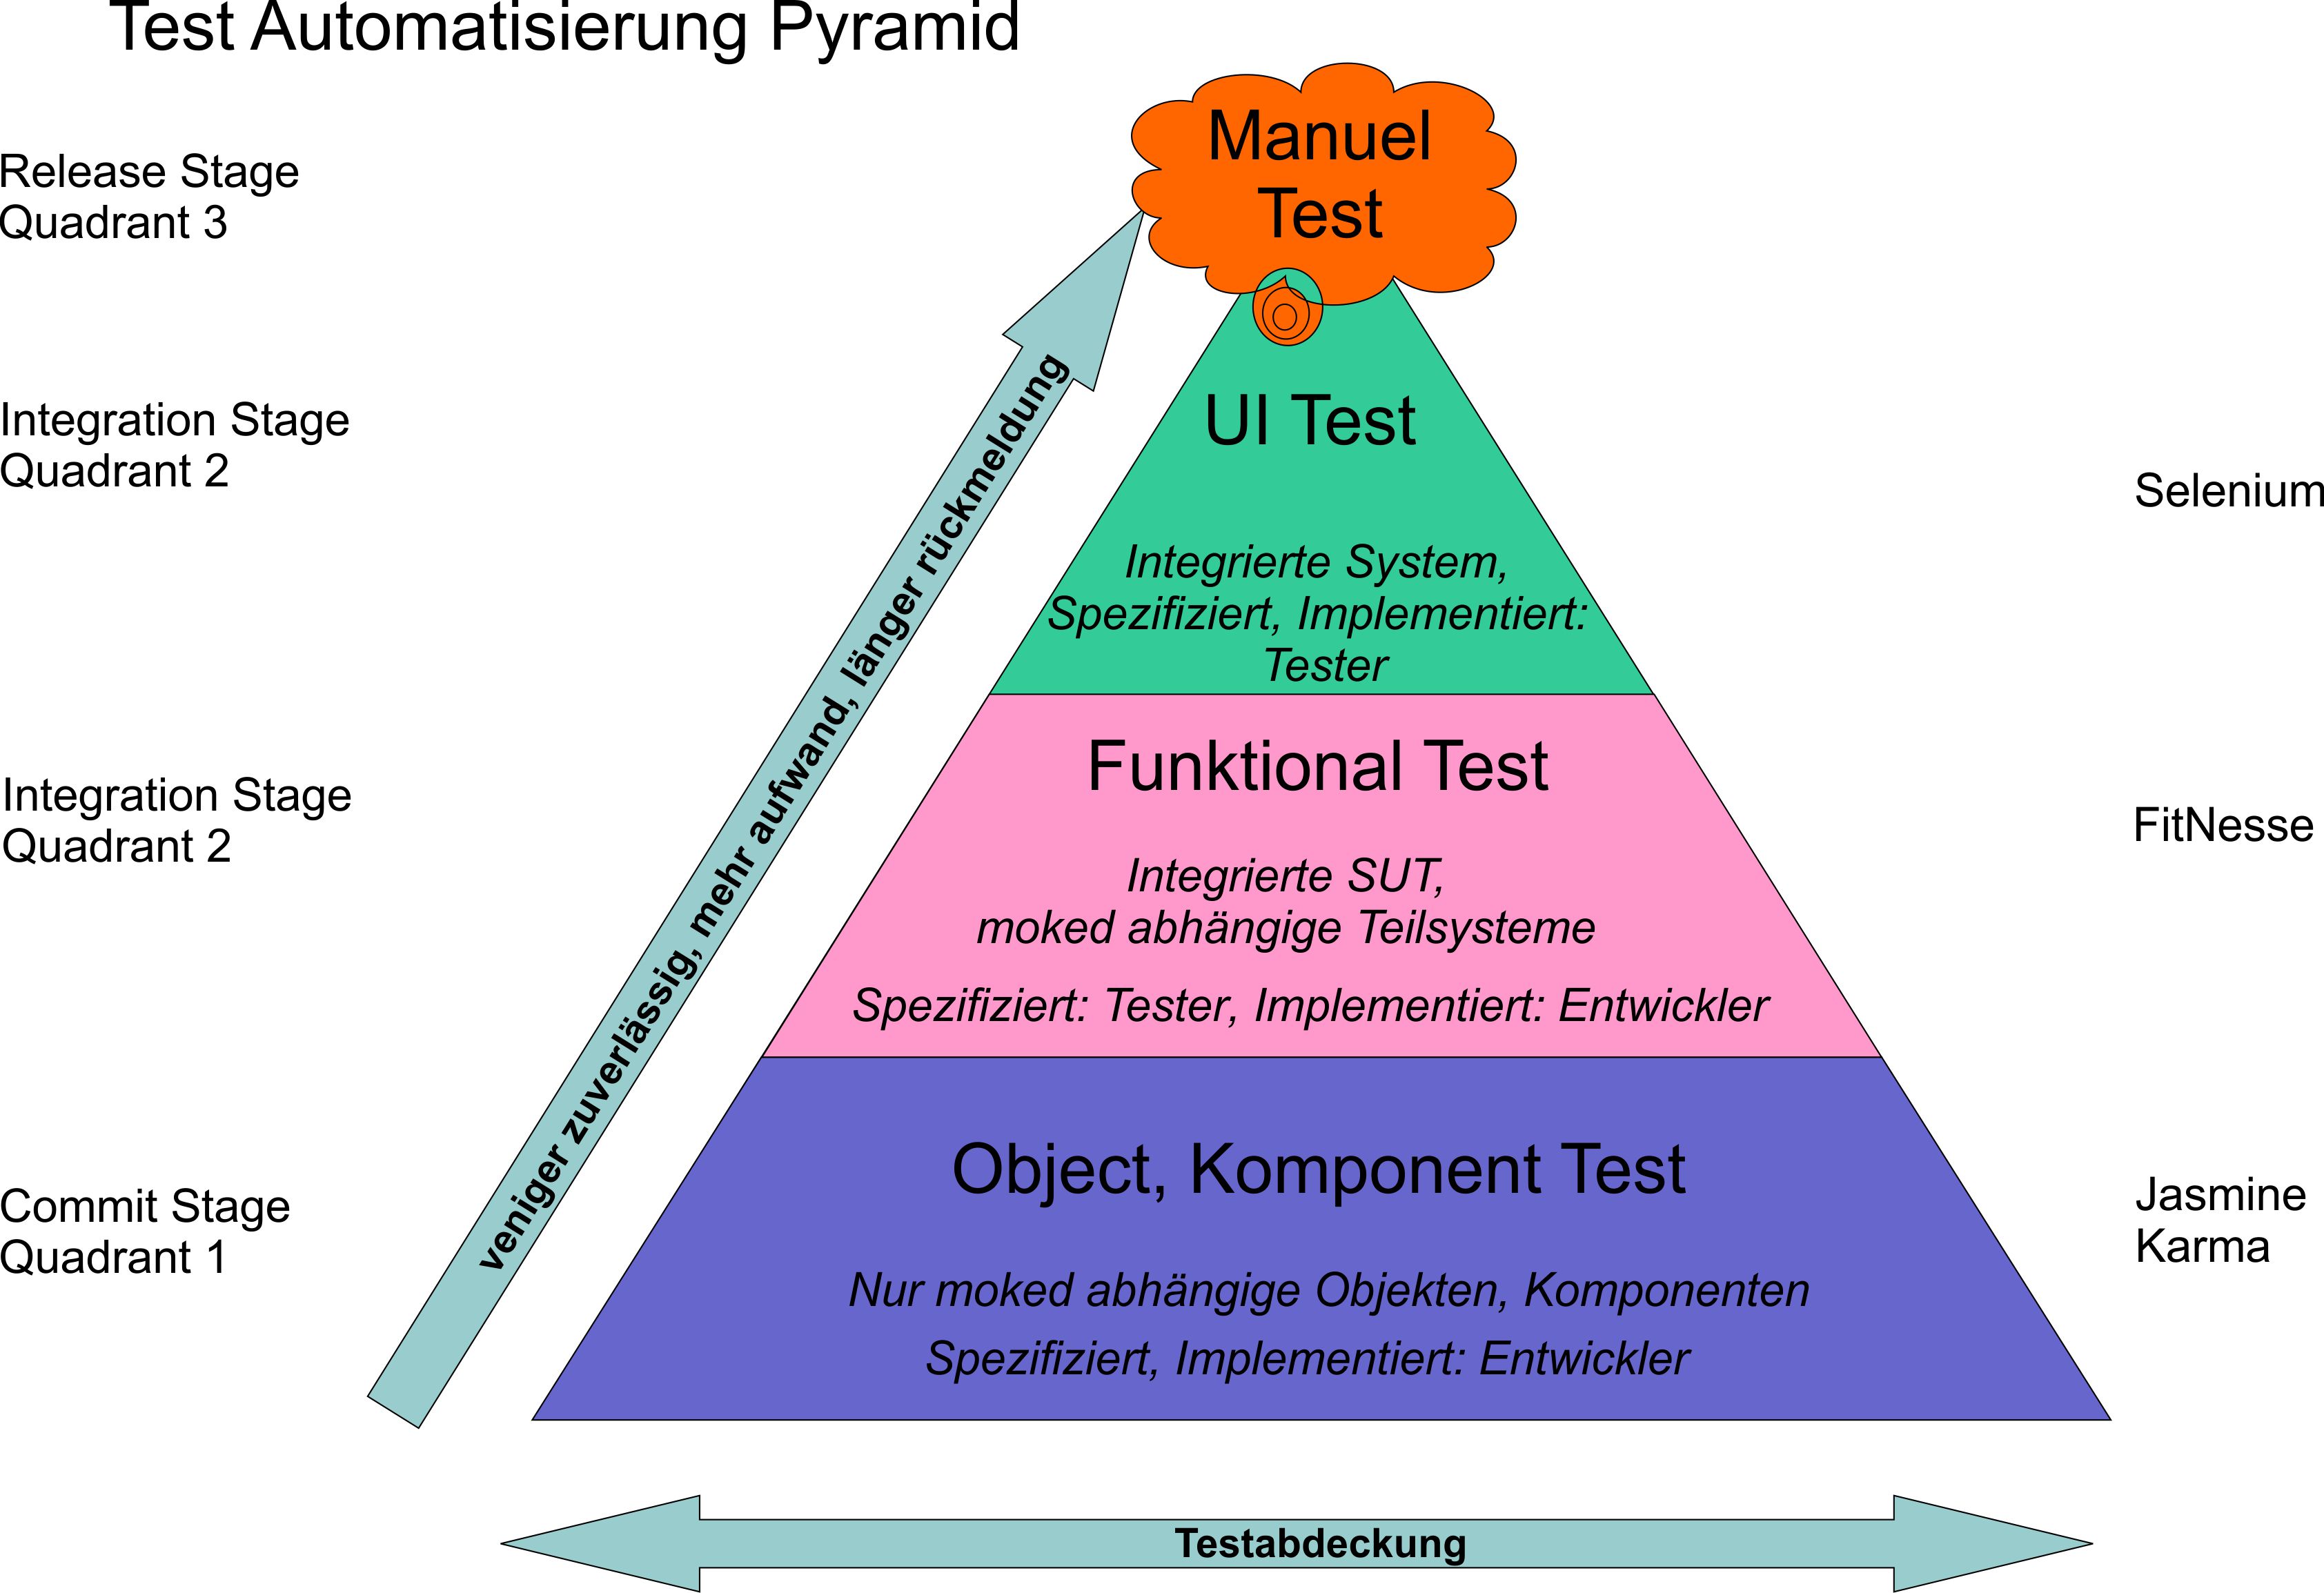 Test Automatisierung Pyramid
Release Stage
Quadrant 3
Manuel
Test
Integration Stage
Quadrant 2
UI Test
Integrierte System,
Spezifiziert, Implementiert:
Tester
Selenium
Integration Stage
Quadrant 2
Funktional Test
Integrierte SUT,
moked abhängige Teilsysteme
Spezifiziert: Tester, Implementiert: Entwickler
FitNesse
Commit Stage
Quadrant 1
Object, Komponent Test
Nur moked abhängige Objekten, Komponenten
Spezifiziert, Implementiert: Entwickler
Jasmine
Karma
veniger zuverlässig, mehr aufwand, länger rückmeldung
Testabdeckung